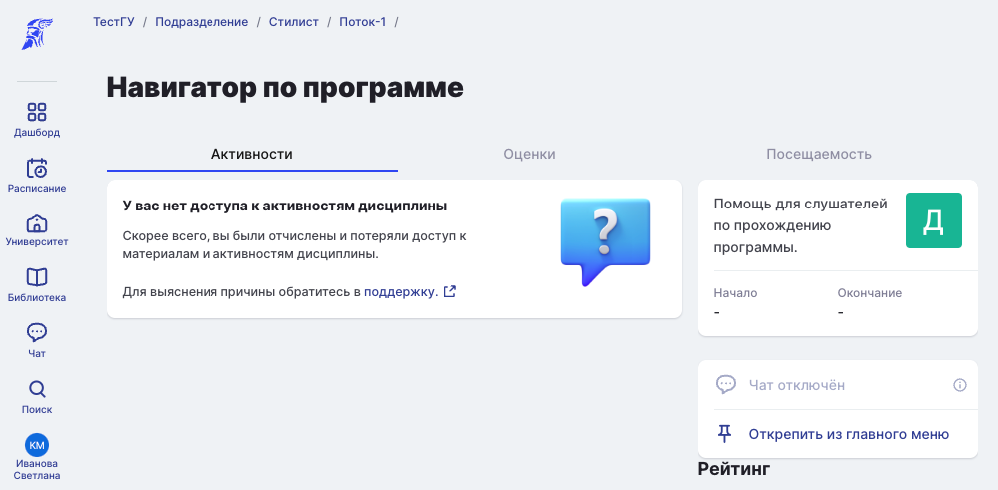 ТестГУ / Подразделение / Стилист / Поток-1 /
Навигатор по программе
Дашборд
Расписание
Университет
Библиотека
Чат
Поиск
КМ
Иванова
Светлана
Активности
Оценки
Посещаемость
У вас нет доступа к активностям дисциплины
Скорее всего, вы были отчислены и потеряли доступ к
материалам и активностям дисциплины.
Для выяснения причины обратитесь в поддержку.
Помощь для слушателей
по прохождению
программы.
Д
Начало
Окончание
-
-
Чат отключён
Открепить из главного меню
Рейтинг